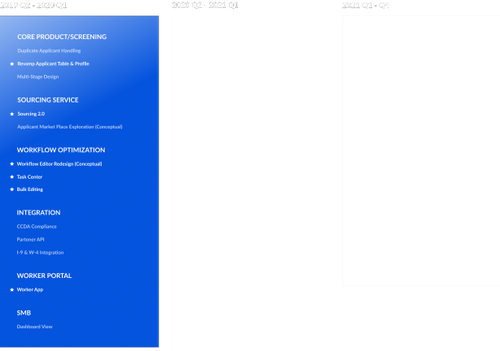 2019 Q2 - 2020 Q1
2020 Q2 - 2021 Q1
2021 Q2 - Q4
CORE PRODUCT/SCREENING
Duplicate Applicant Handling
Revamp Applicant Table & Profile
Multi-Stage Design
SOURCING SERVICE
Sourcing 2.0
Applicant Market Place Exploration (Conceptual)
WORKFLOW OPTIMIZATION
Workflow Editor Redesign (Conceptual)
Task Center
Bulk Editing
INTEGRATION
CCDA Compliance
Partener API
I-9 & W-4 Integration
WORKER PORTAL
Worker App
SMB
Dashboard View